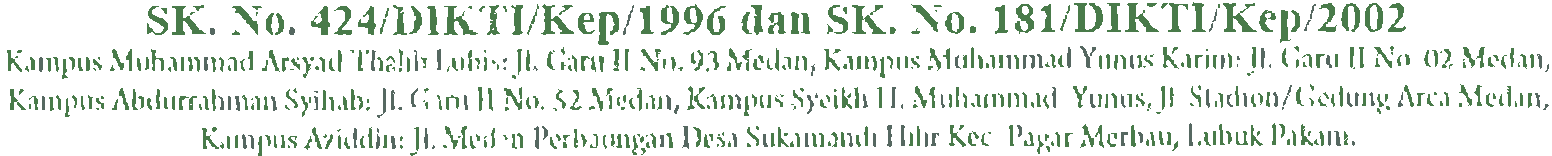 SK. No. 424/DIKTI/Kep/1996 dan SK. No. 181/DIKTI/Kep/2002
Kampus Muhammad Arsyad Thalib Lubis: Jl. Garu II No. 93 Medan, Kampus Muhammad Yunus Karim: Jl. Garu II No 02 Medan,
Kampus Abdurrahman Syihab: Jl. Garu II No. 52 Medan, Kampus Syeikh H. Muhammad Yunus, Jl Stadion/Gedung Arca Medan,
Kampus Aziddin: Jl. Medan Perbaungan Desa Sukamandi Hilir Kec Pagar Merbau, Lubuk Pakam.